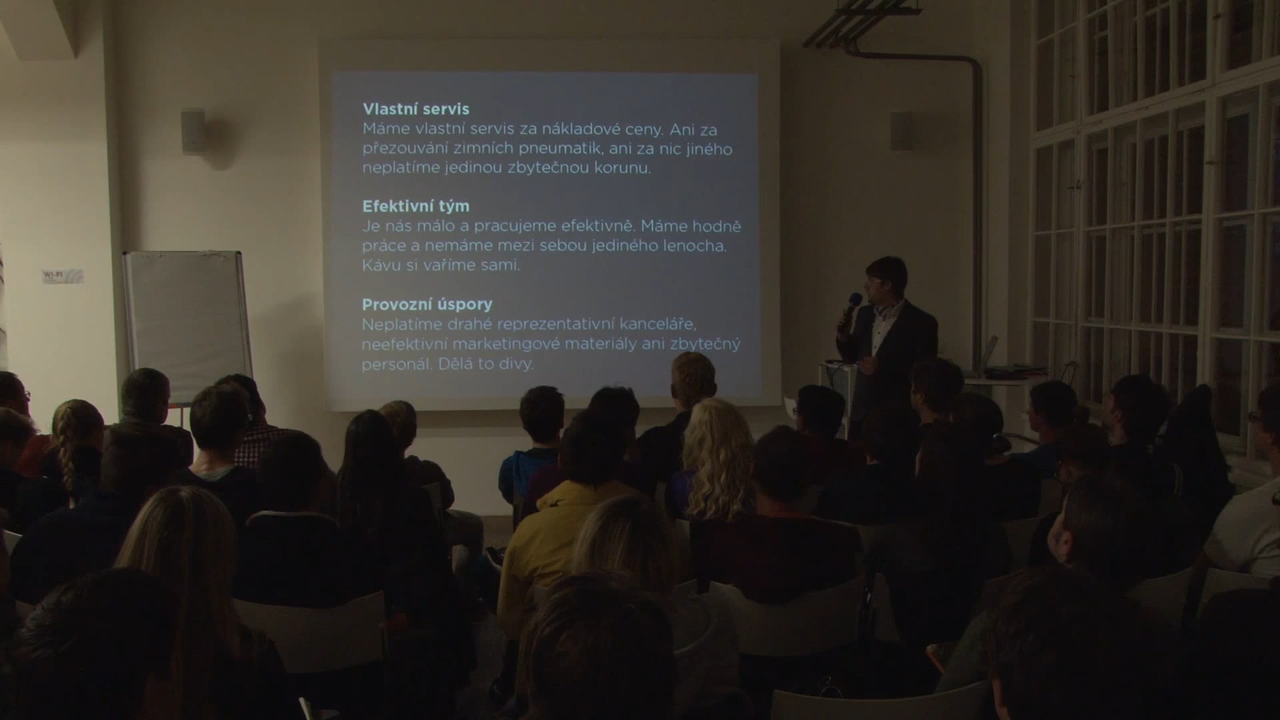 Vlastní servis
Máme vlastní servis za nákladové ceny. Ani za
přezouvání zimních pneumatik, ani za nic jiného
neplatíme jedinou zbytečnou korunu.
Efektivní tým
Je nás málo a pracujeme efektivně. Máme hodně
práce a nemáme mezi sebou jediného lenocha.
Kávu si vaříme sami.
Provozní úspory
Neplatíme drahé reprezentativní kanceláře,
neefektivní marketingové materiály ani zbytečný
personál. Dělá to divy.
WI-FI